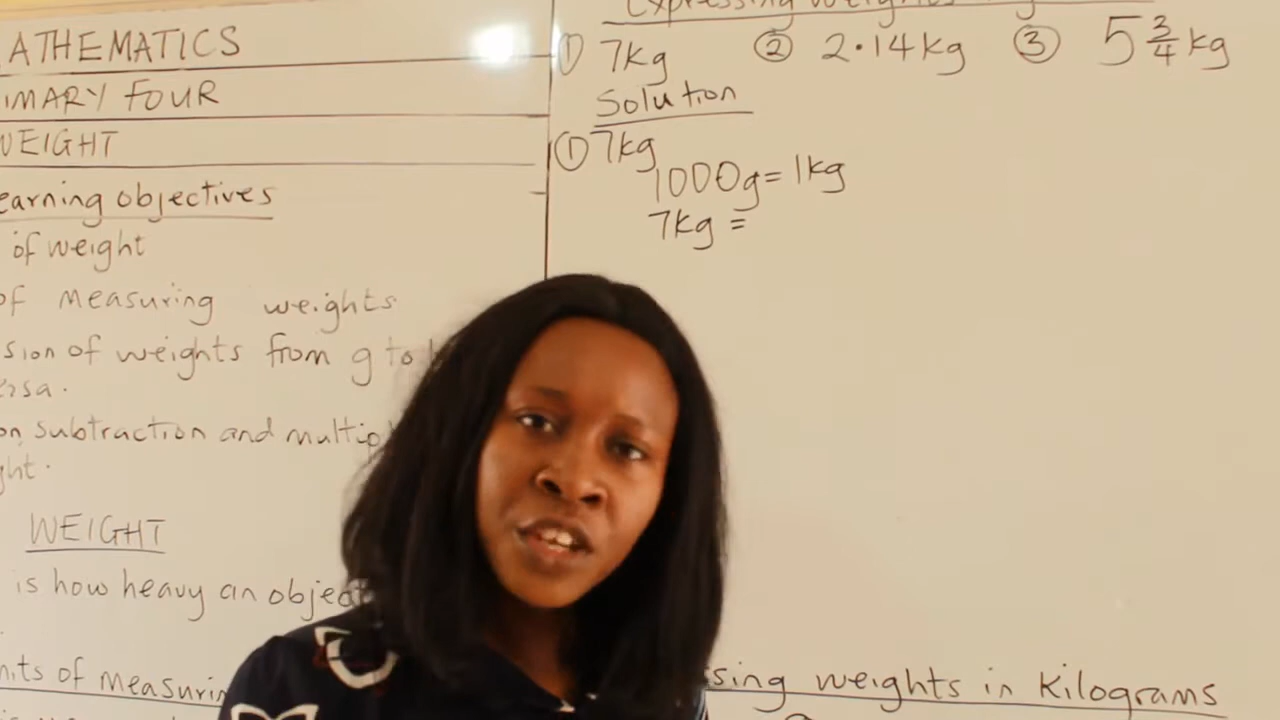 ATHEMATICS
IMARY FOUR
WEIGHT
earning objectives
of weight
of measuring weights
sion of weights from g to
ersa.
on, subtraction and multip
ght.
WEIGHT
is how heavy an object
nits of measurin
Expressing weights
① 7kg ② 2.14kg ③ 5 3/4 kg
Solution
① 7kg
1000g = 1kg
7kg =
sing weights in Kilograms